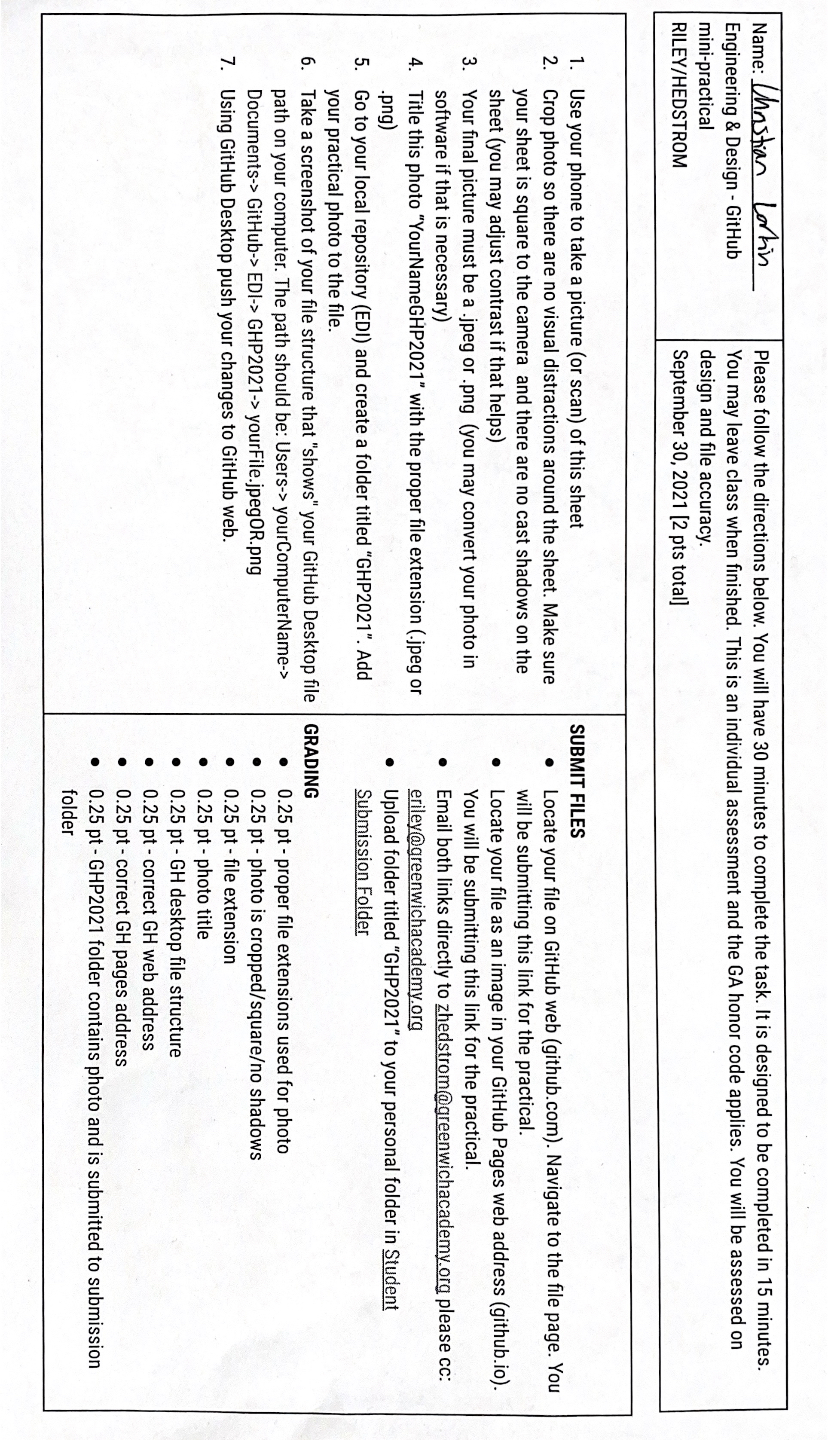 Name: Christian Larkin
Engineering & Design - GitHub
mini-practical
RILEY/HEDSTROM
Please follow the directions below. You will have 30 minutes to complete the task. It is designed to be completed in 15 minutes.
You may leave class when finished. This is an individual assessment and the GA honor code applies. You will be assessed on
design and file accuracy.
September 30, 2021 [2 pts total]
1. Use your phone to take a picture (or scan) of this sheet
2. Crop photo so there are no visual distractions around the sheet. Make sure
your sheet is square to the camera and there are no cast shadows on the
sheet (you may adjust contrast if that helps)
3. Your final picture must be a .jpeg or .png (you may convert your photo in
software if that is necessary)
4. Title this photo "YourNameGHP2021" with the proper file extension (.jpeg or
.png)
5. Go to your local repository (EDI) and create a folder titled "GHP2021". Add
your practical photo to the file.
6. Take a screenshot of your file structure that "shows" your GitHub Desktop file
path on your computer. The path should be: Users-> yourComputerName->
Documents-> GitHub-> EDI-> GHP2021-> yourFile.jpegOR.png
7. Using GitHub Desktop push your changes to GitHub web.
SUBMIT FILES
● Locate your file on GitHub web (github.com). Navigate to the file page. You
will be submitting this link for the practical.
● Locate your file as an image in your GitHub Pages web address (github.io).
You will be submitting this link for the practical.
● Email both links directly to zhedstrom@greenwichacademy.org please cc:
eriley@greenwichacademy.org
● Upload folder titled "GHP2021" to your personal folder in Student
Submission Folder
GRADING
● 0.25 pt - proper file extensions used for photo
● 0.25 pt - photo is cropped/square/no shadows
● 0.25 pt - file extension
● 0.25 pt - photo title
● 0.25 pt - GH desktop file structure
● 0.25 pt - correct GH web address
● 0.25 pt - correct GH pages address
● 0.25 pt - GHP2021 folder contains photo and is submitted to submission
folder